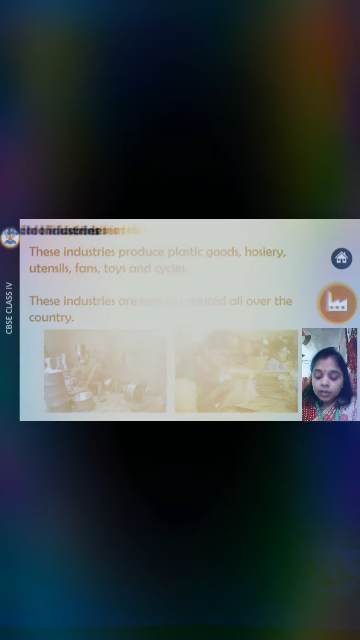 industries
These industries produce plastic goods, hosiery,
utensils, fans, toys and cycles.
These industries are all over the
country.
CBSE CLASS IV